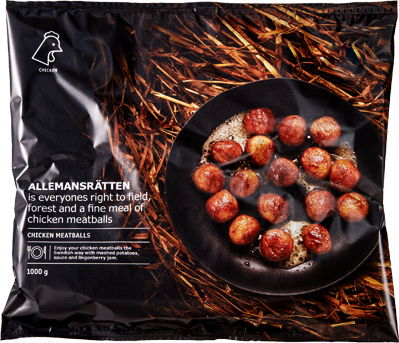 CHICKEN
ALLEMANSRÄTTEN
is everyones right to field,
forest and a fine meal of
chicken meatballs
CHICKEN MEATBALLS
Enjoy your chicken meatballs the
Swedish way with mashed potatoes,
sauce and lingonberry jam.
1000 g